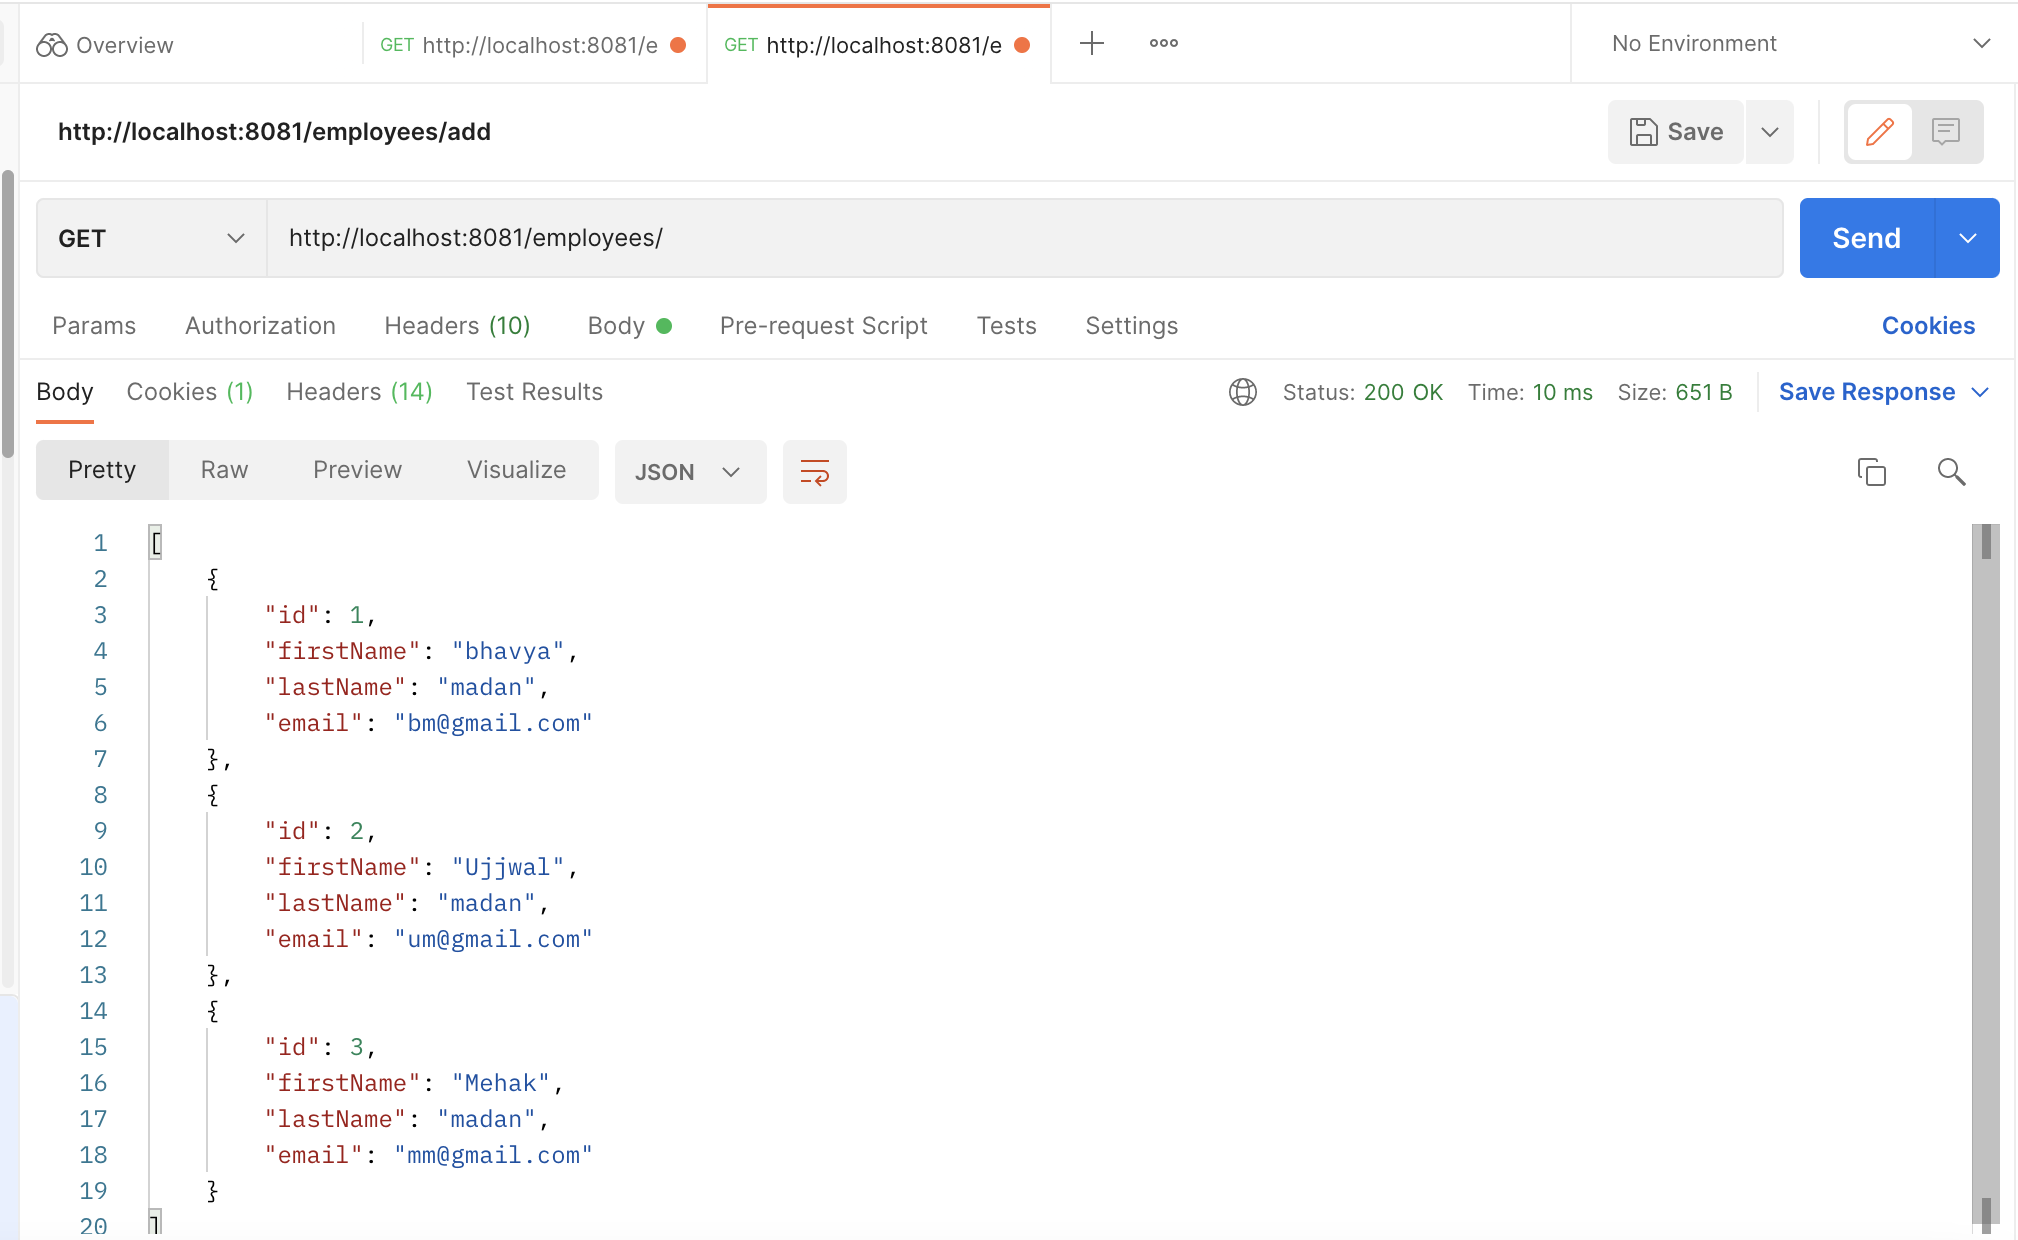 Overview GET http://localhost:8081/e GET http://localhost:8081/e No Environment
http://localhost:8081/employees/add Save
GET http://localhost:8081/employees/ Send
Params Authorization Headers (10) Body Pre-request Script Tests Settings Cookies
Body Cookies (1) Headers (14) Test Results Status: 200 OK Time: 10 ms Size: 651 B Save Response
Pretty Raw Preview Visualize JSON
1 [
2 {
3 "id": 1,
4 "firstName": "bhavya",
5 "lastName": "madan",
6 "email": "bm@gmail.com"
7 },
8 {
9 "id": 2,
10 "firstName": "Ujjwal",
11 "lastName": "madan",
12 "email": "um@gmail.com"
13 },
14 {
15 "id": 3,
16 "firstName": "Mehak",
17 "lastName": "madan",
18 "email": "mm@gmail.com"
19 }
20 ]